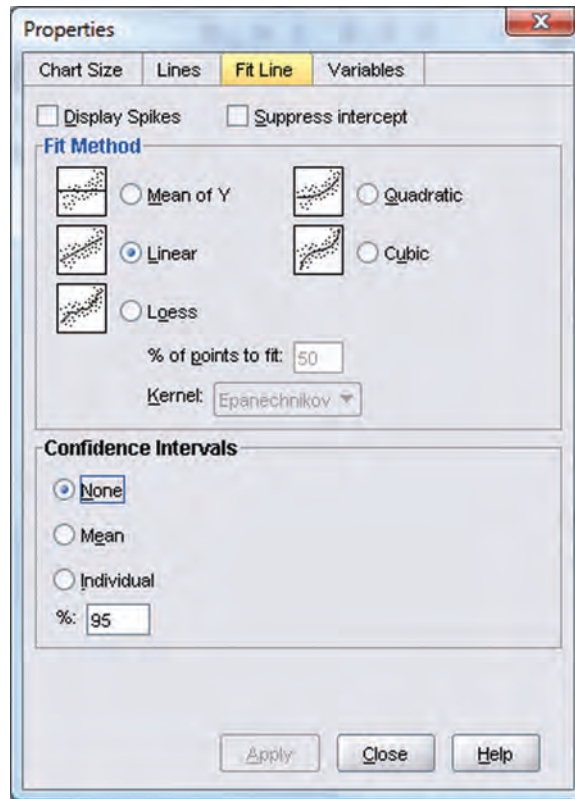 Properties
Chart Size Lines Fit Line Variables
Display Spikes Suppress intercept
Fit Method
Mean of Y Quadratic
Linear Cubic
Loess
% of points to fit: 50
Kernel: Epanechnikov
Confidence Intervals
None
Mean
Individual
%: 95
Apply Close Help